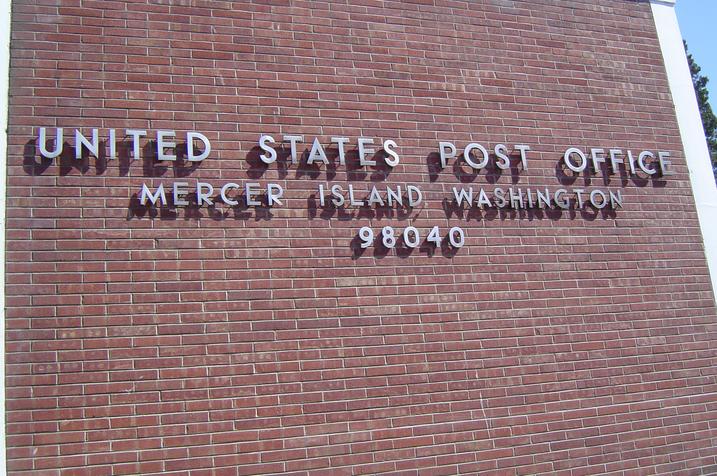 UNITED STATES POST OFFICE
MERCER ISLAND WASHINGTON
98040